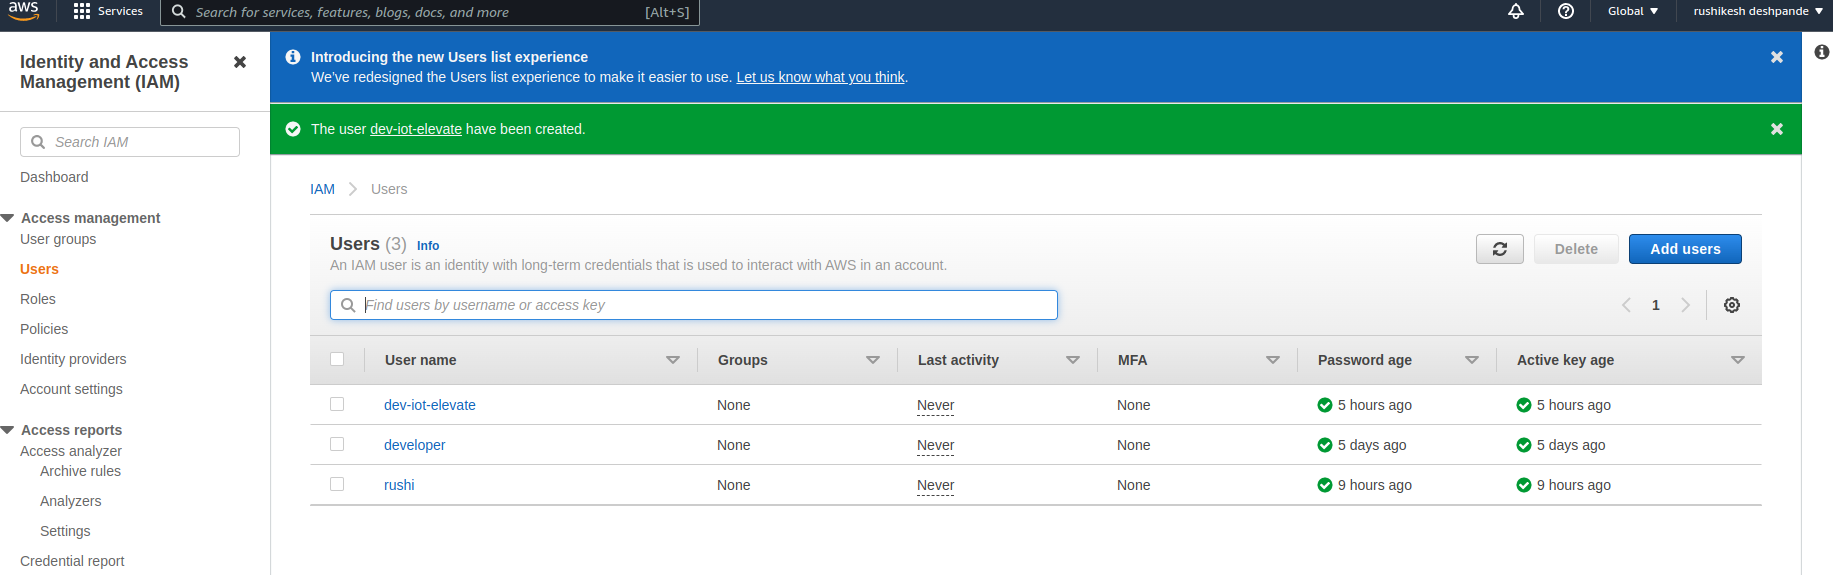 aws
Services
Search for services, features, blogs, docs, and more [Alt+S]
Global
rushikesh deshpande
Identity and Access
Management (IAM)
Search IAM
Dashboard
Access management
User groups
Users
Roles
Policies
Identity providers
Account settings
Access reports
Access analyzer
Archive rules
Analyzers
Settings
Credential report
Introducing the new Users list experience
We've redesigned the Users list experience to make it easier to use. Let us know what you think.
The user dev-iot-elevate have been created.
IAM Users
Users (3) Info
An IAM user is an identity with long-term credentials that is used to interact with AWS in an account.
Delete
Add users
Find users by username or access key
1
User name Groups Last activity MFA Password age Active key age
dev-iot-elevate None Never None 5 hours ago 5 hours ago
developer None Never None 5 days ago 5 days ago
rushi None Never None 9 hours ago 9 hours ago